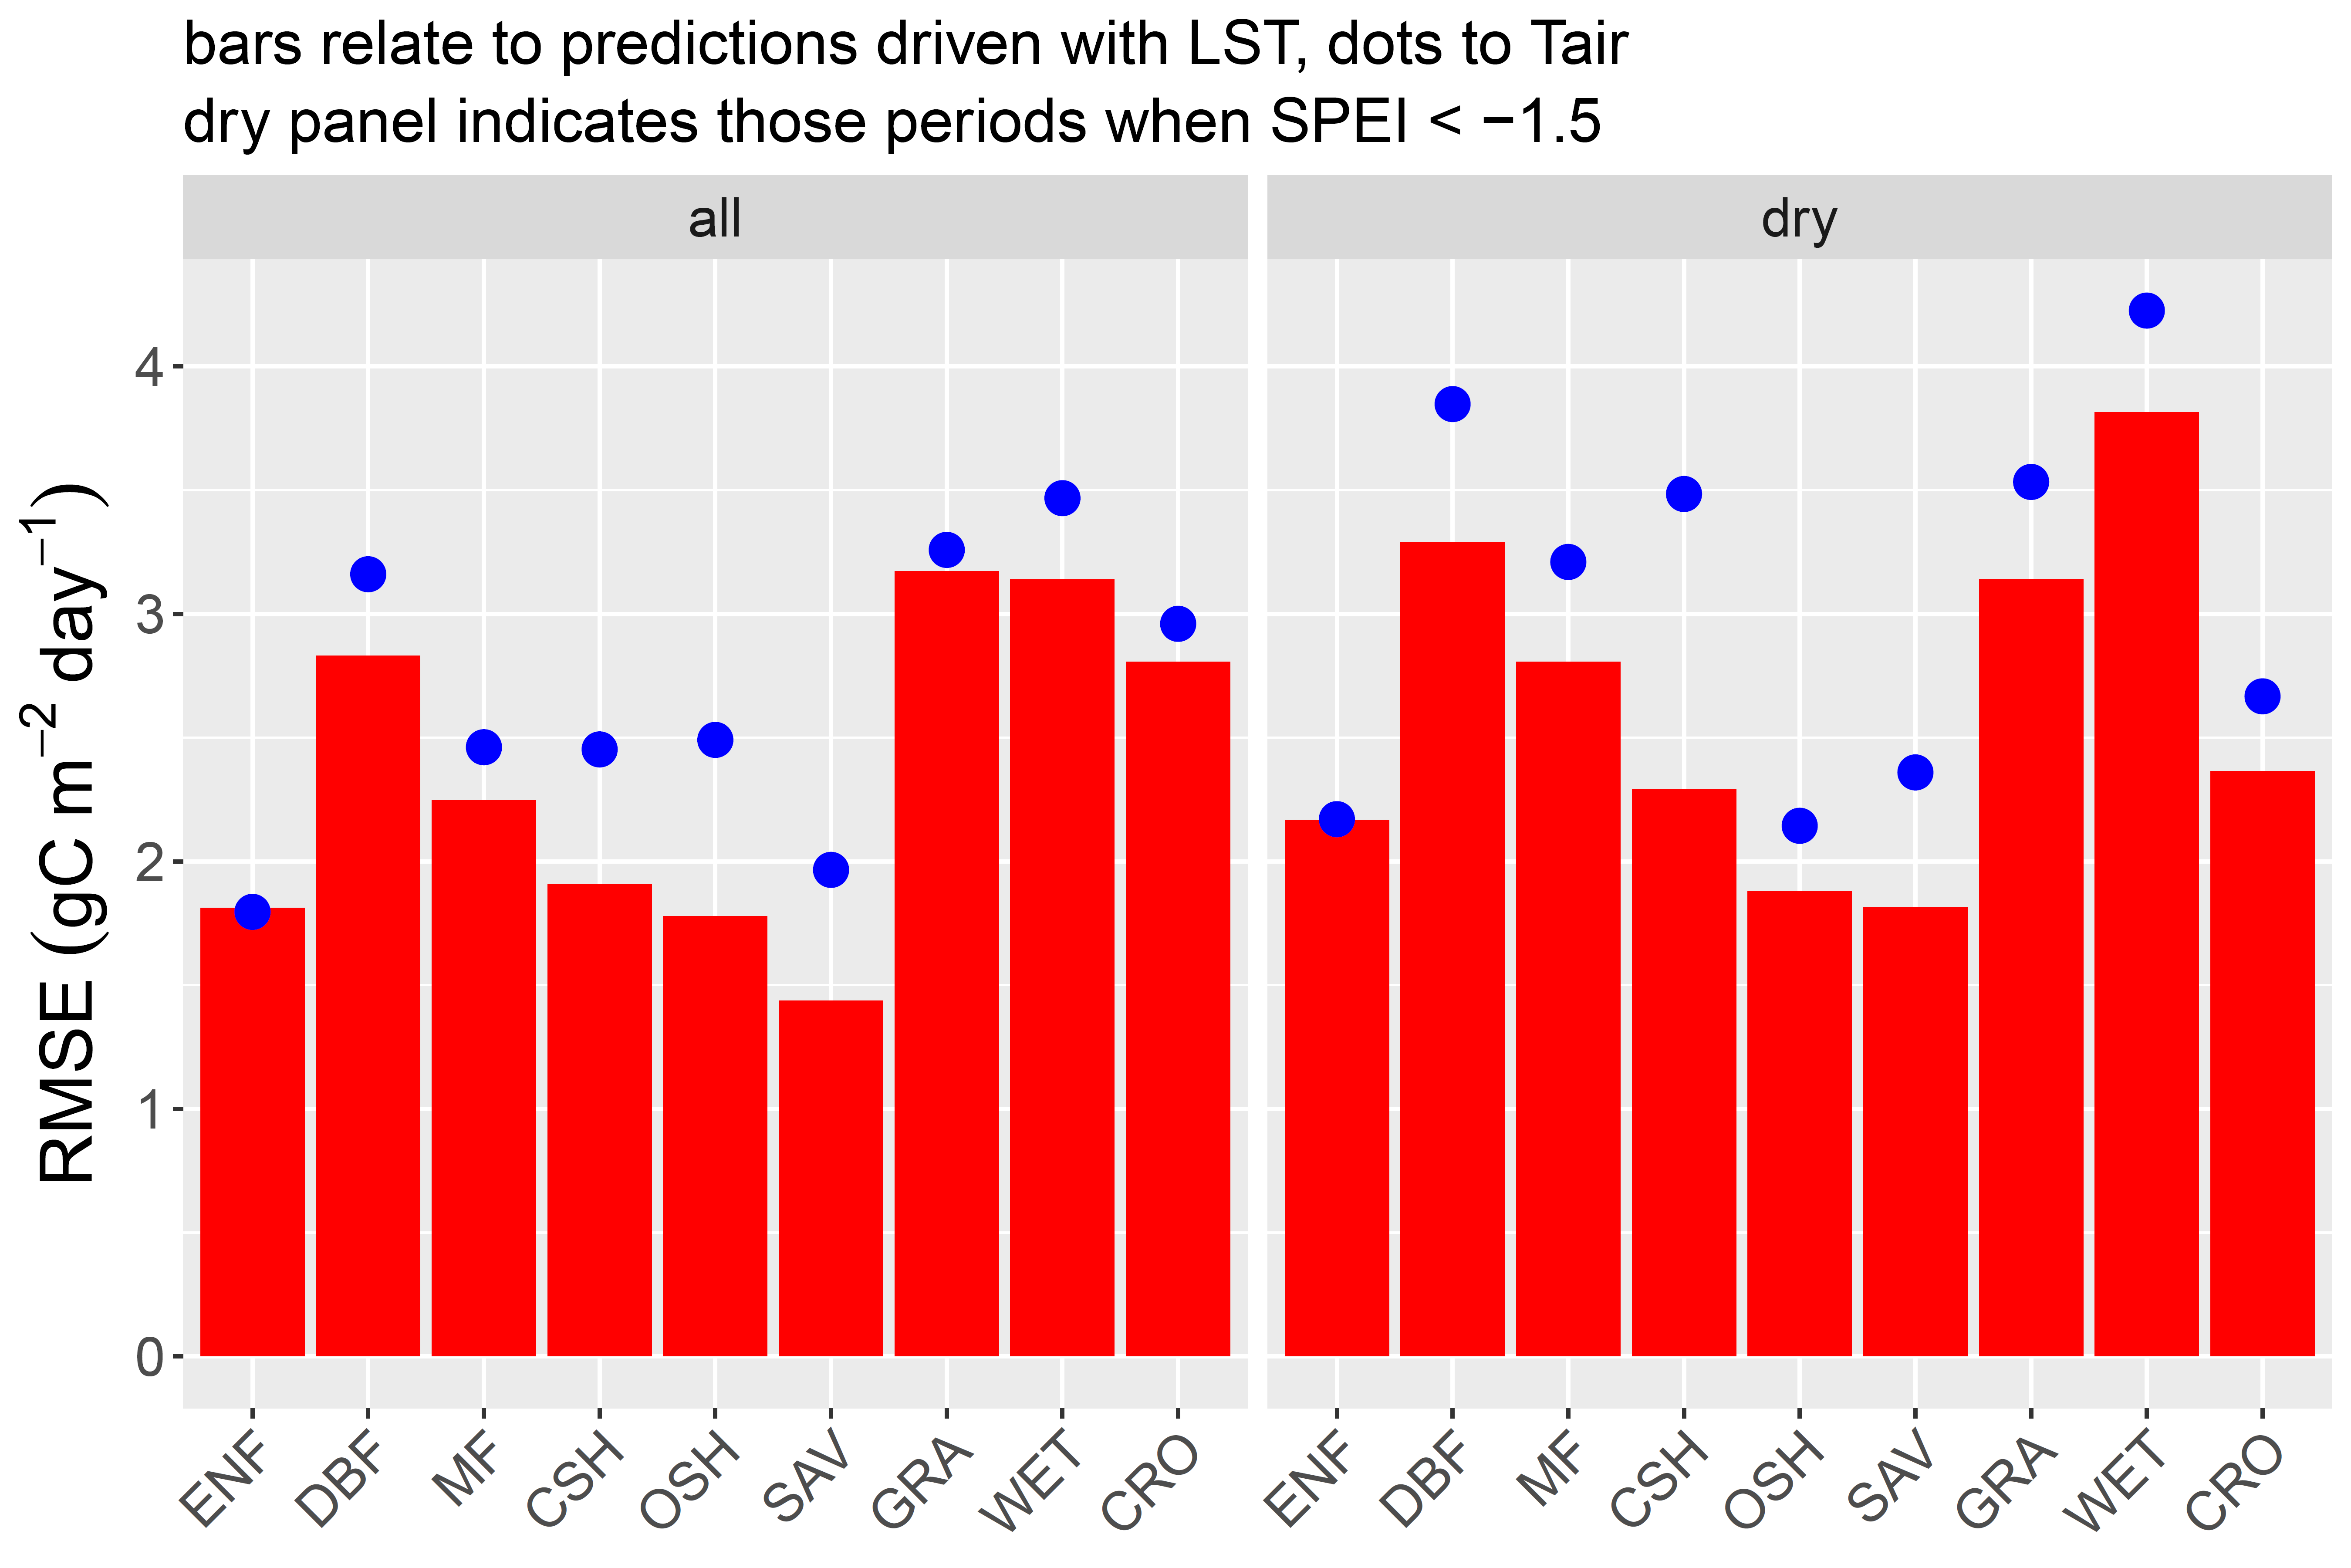 bars relate to predictions driven with LST, dots to Tair
dry panel indicates those periods when SPEI < −1.5
all
dry
RMSE (gC m⁻² day⁻¹)
4
3
2
1
0
ENF DBF MF CSH OSH SAV GRA WET CRO
ENF DBF MF CSH OSH SAV GRA WET CRO